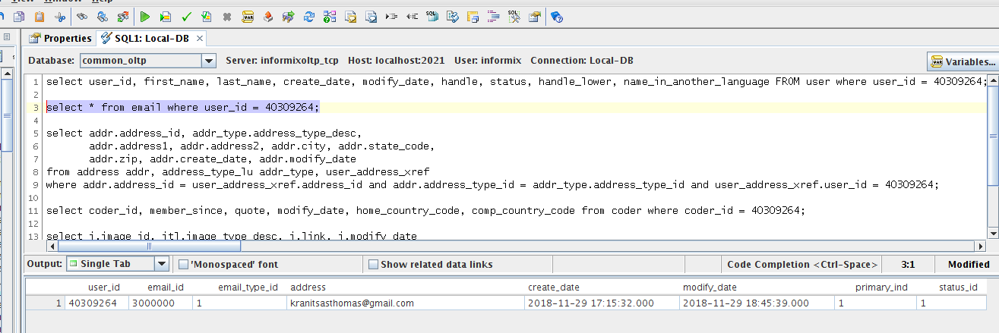 View Window Help
Properties SQL1: Local-DB
Database: common_oltp Server: informixoltp_tcp Host: localhost:2021 User: informix Connection: Local-DB Variables...
1 select user_id, first_name, last_name, create_date, modify_date, handle, status, handle_lower, name_in_another_language FROM user where user_id = 40309264;
2
3 select * from email where user_id = 40309264;
4
5 select addr.address_id, addr_type.address_type_desc,
6 addr.address1, addr.address2, addr.city, addr.state_code,
7 addr.zip, addr.create_date, addr.modify_date
8 from address addr, address_type_lu addr_type, user_address_xref
9 where addr.address_id = user_address_xref.address_id and addr.address_type_id = addr_type.address_type_id and user_address_xref.user_id = 40309264;
10
11 select coder_id, member_since, quote, modify_date, home_country_code, comp_country_code from coder where coder_id = 40309264;
12
13 select i.image_id, itl.image_type_desc, i.link, i.modify_date
Output: Single Tab 'Monospaced' font Show related data links Code Completion <Ctrl-Space> 3:1 Modified
user_id email_id email_type_id address create_date modify_date primary_ind status_id
1 40309264 3000000 1 kranitsasthomas@gmail.com 2018-11-29 17:15:32.000 2018-11-29 18:45:39.000 1 1